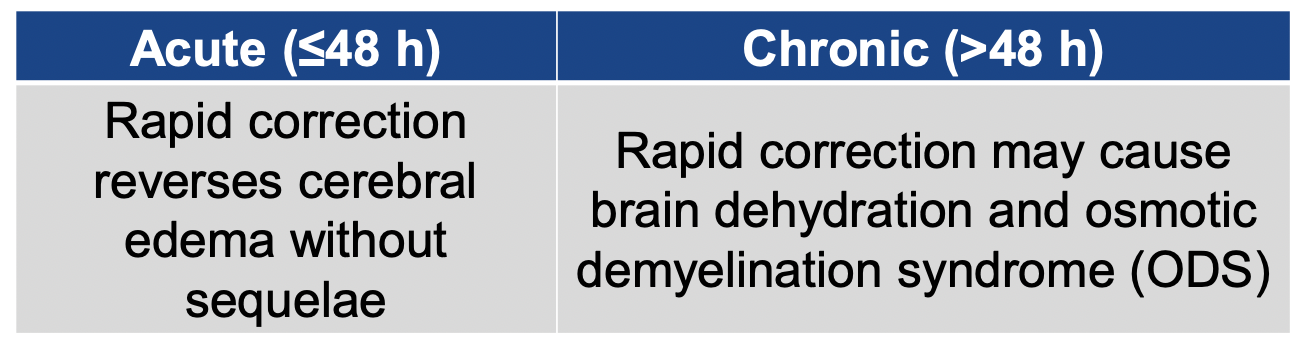 Acute (≤48 h)
Chronic (>48 h)
Rapid correction
reverses cerebral
edema without
sequelae
Rapid correction may cause
brain dehydration and osmotic
demyelination syndrome (ODS)